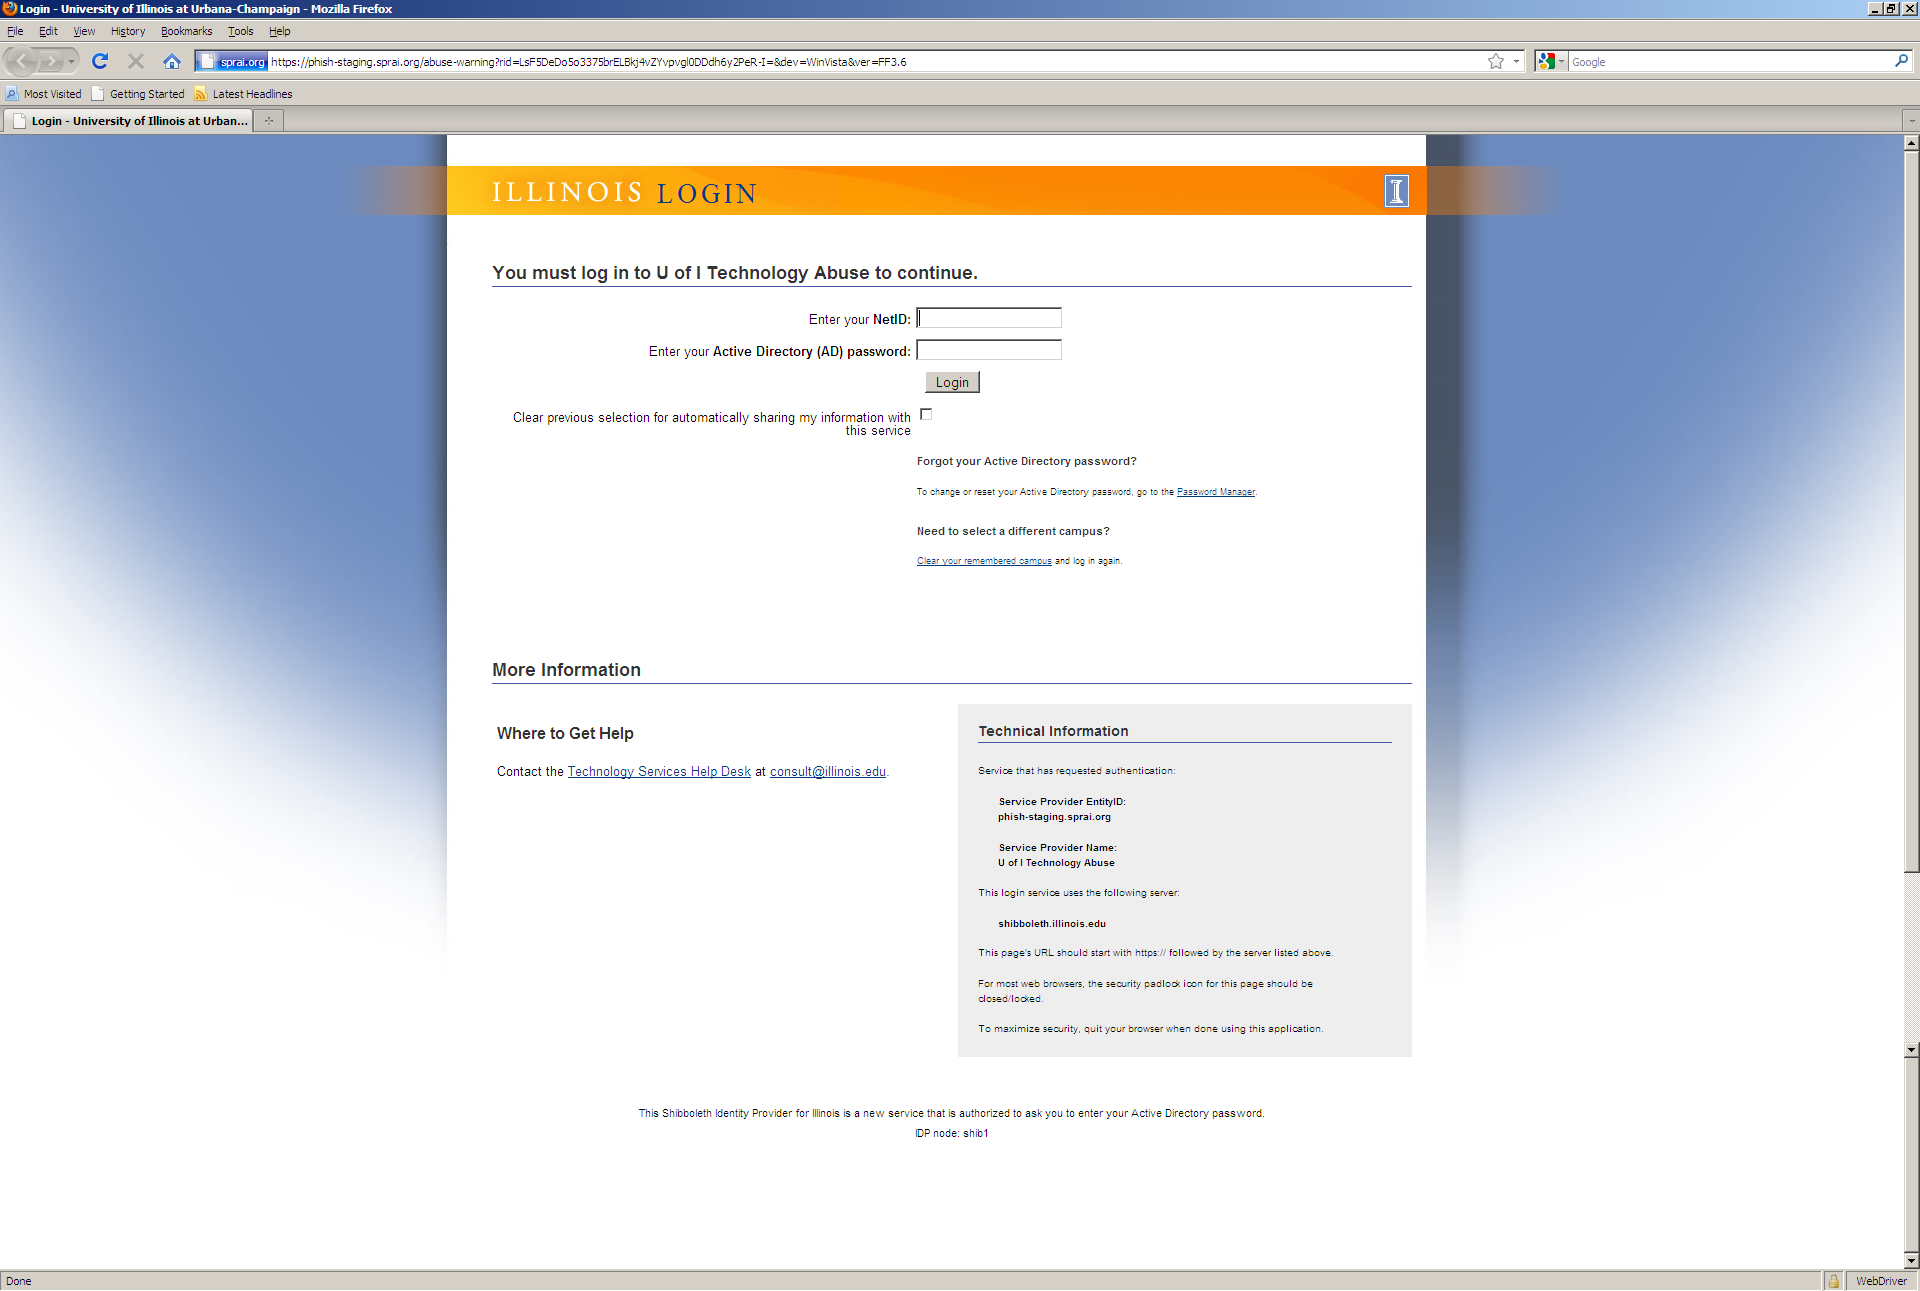 Login - University of Illinois at Urbana-Champaign - Mozilla Firefox
File Edit View History Bookmarks Tools Help
sprai.org https://phish-staging.sprai.org/abuse-warning?rid=LsF5DeDo5o3375brELBkj4vZYvpvgl0DDdh6y2PeR-I=&dev=WinVista&ver=FF3.6
Google
Most Visited Getting Started Latest Headlines
Login - University of Illinois at Urban...
ILLINOIS LOGIN
I
You must log in to U of I Technology Abuse to continue.
Enter your NetID:
Enter your Active Directory (AD) password:
Login
Clear previous selection for automatically sharing my information with
this service
Forgot your Active Directory password?
To change or reset your Active Directory password, go to the Password Manager.
Need to select a different campus?
Clear your remembered campus and log in again.
More Information
Where to Get Help
Contact the Technology Services Help Desk at consult@illinois.edu.
Technical Information
Service that has requested authentication:
Service Provider EntityID:
phish-staging.sprai.org
Service Provider Name:
U of I Technology Abuse
This login service uses the following server:
shibboleth.illinois.edu
This page's URL should start with https:// followed by the server listed above.
For most web browsers, the security padlock icon for this page should be
closed/locked.
To maximize security, quit your browser when done using this application.
This Shibboleth Identity Provider for Illinois is a new service that is authorized to ask you to enter your Active Directory password.
IDP node: shib1
Done
WebDriver